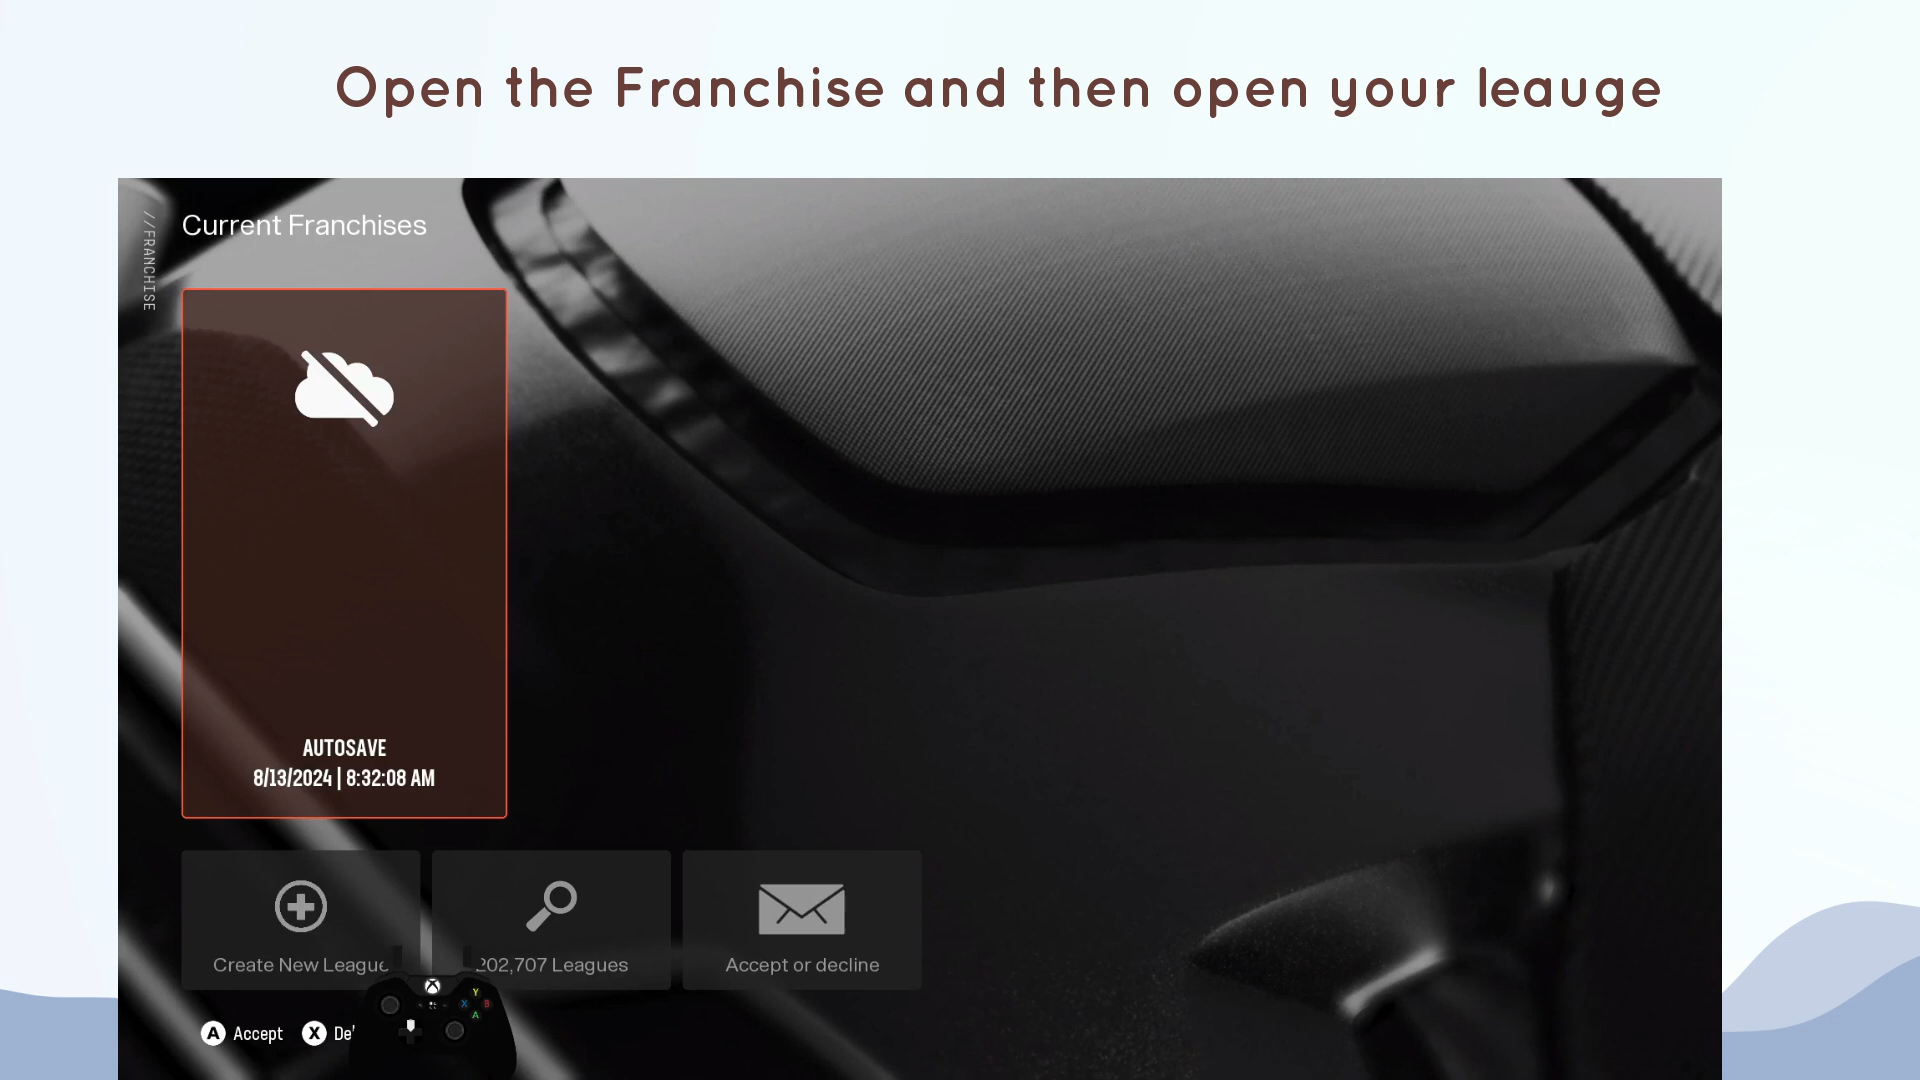 Open the Franchise and then open your leauge
//FRANCHISE
Current Franchises
AUTOSAVE
8/13/2024 | 8:32:08 AM
Create New League
202,707 Leagues
Accept or decline
A Accept X
Y
X B
A